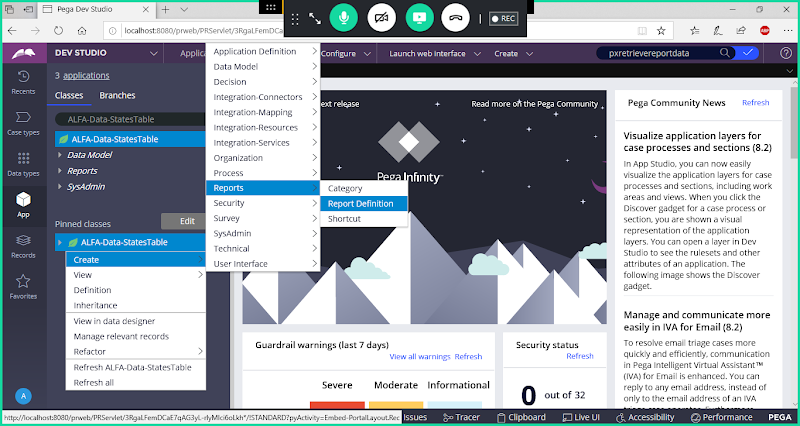 Pega Dev Studio
REC
localhost:8080/prweb/PRServlet/3RgaLFemDCa
DEV STUDIO
Applica
Configure
Launch web interface
Create
pxretrievereportdata
Recents
Case types
Data types
App
Records
Favorites
A
3 applications
Classes
Branches
ALFA-Data-StatesTable
ALFA-Data-StatesTable
Data Model
Reports
SysAdmin
Pinned classes
Edit
ALFA-Data-StatesTable
Create
View
Definition
Inheritance
View in data designer
Manage relevant records
Refactor
Refresh ALFA-Data-StatesTable
Refresh all
Application Definition
Data Model
Decision
Integration-Connectors
Integration-Mapping
Integration-Resources
Integration-Services
Organization
Process
Reports
Security
Survey
SysAdmin
Technical
User Interface
Category
Report Definition
Shortcut
next release
Read more on the Pega Community
Pega Infinity
Guardrail warnings (last 7 days)
View all warnings Refresh
Severe Moderate Informational
Security status
Refresh
0 out of 32
Pega Community News Refresh
Visualize application layers for
case processes and sections (8.2)
In App Studio, you can now easily
visualize the application layers for
case processes and sections, including work
areas and views. When you click the
Discover gadget for a case process or
section, you are shown a visual
representation of the application
layers. You can open a layer in Dev
Studio to see the rulesets and other
attributes of an application. The
following image shows the Discover
gadget.
Manage and communicate more
easily in IVA for Email (8.2)
To resolve email triage cases more
quickly and efficiently, communication
in Pega Intelligent Virtual Assistant™
(IVA) for Email is enhanced. You can
reply to any email address, instead of
only to the email address of an IVA
Issues
Tracer
Clipboard
Live UI
Accessibility
Performance
PEGA